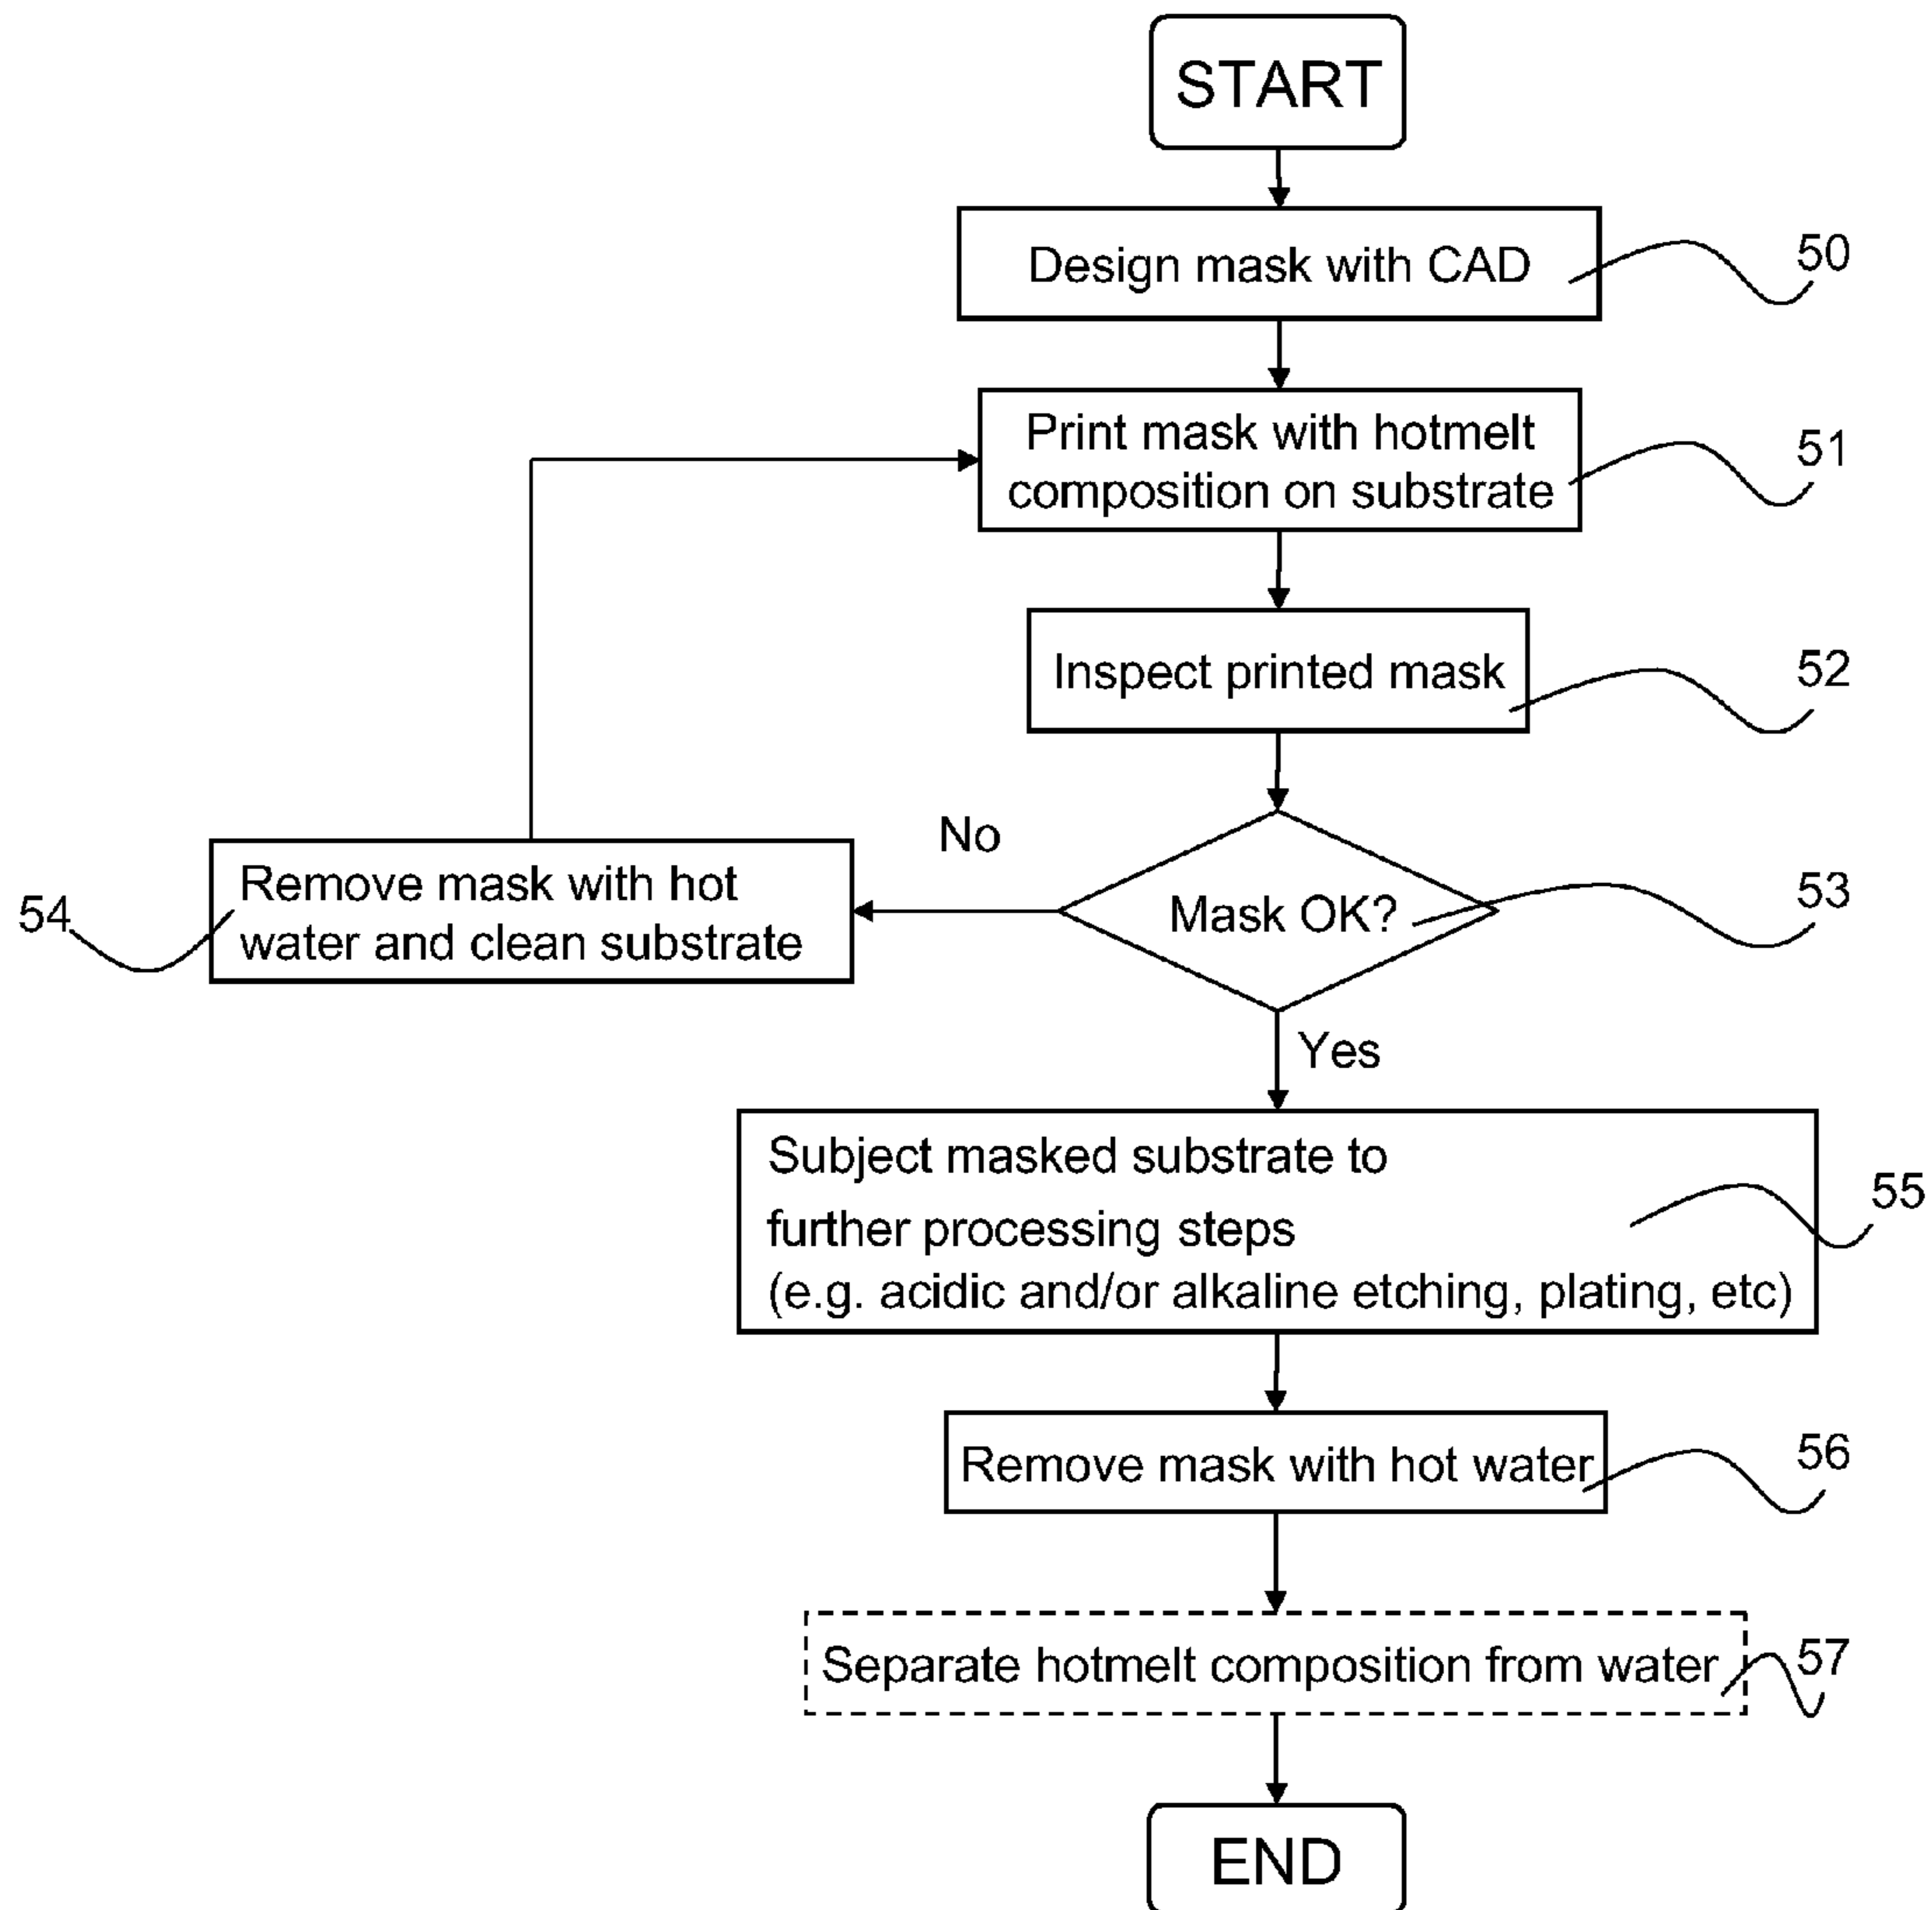 START
Design mask with CAD
50
Print mask with hotmelt
composition on substrate
51
Inspect printed mask
52
No
Remove mask with hot
water and clean substrate
54
Mask OK?
53
Yes
Subject masked substrate to
further processing steps
(e.g. acidic and/or alkaline etching, plating, etc)
55
Remove mask with hot water
56
Separate hotmelt composition from water
57
END